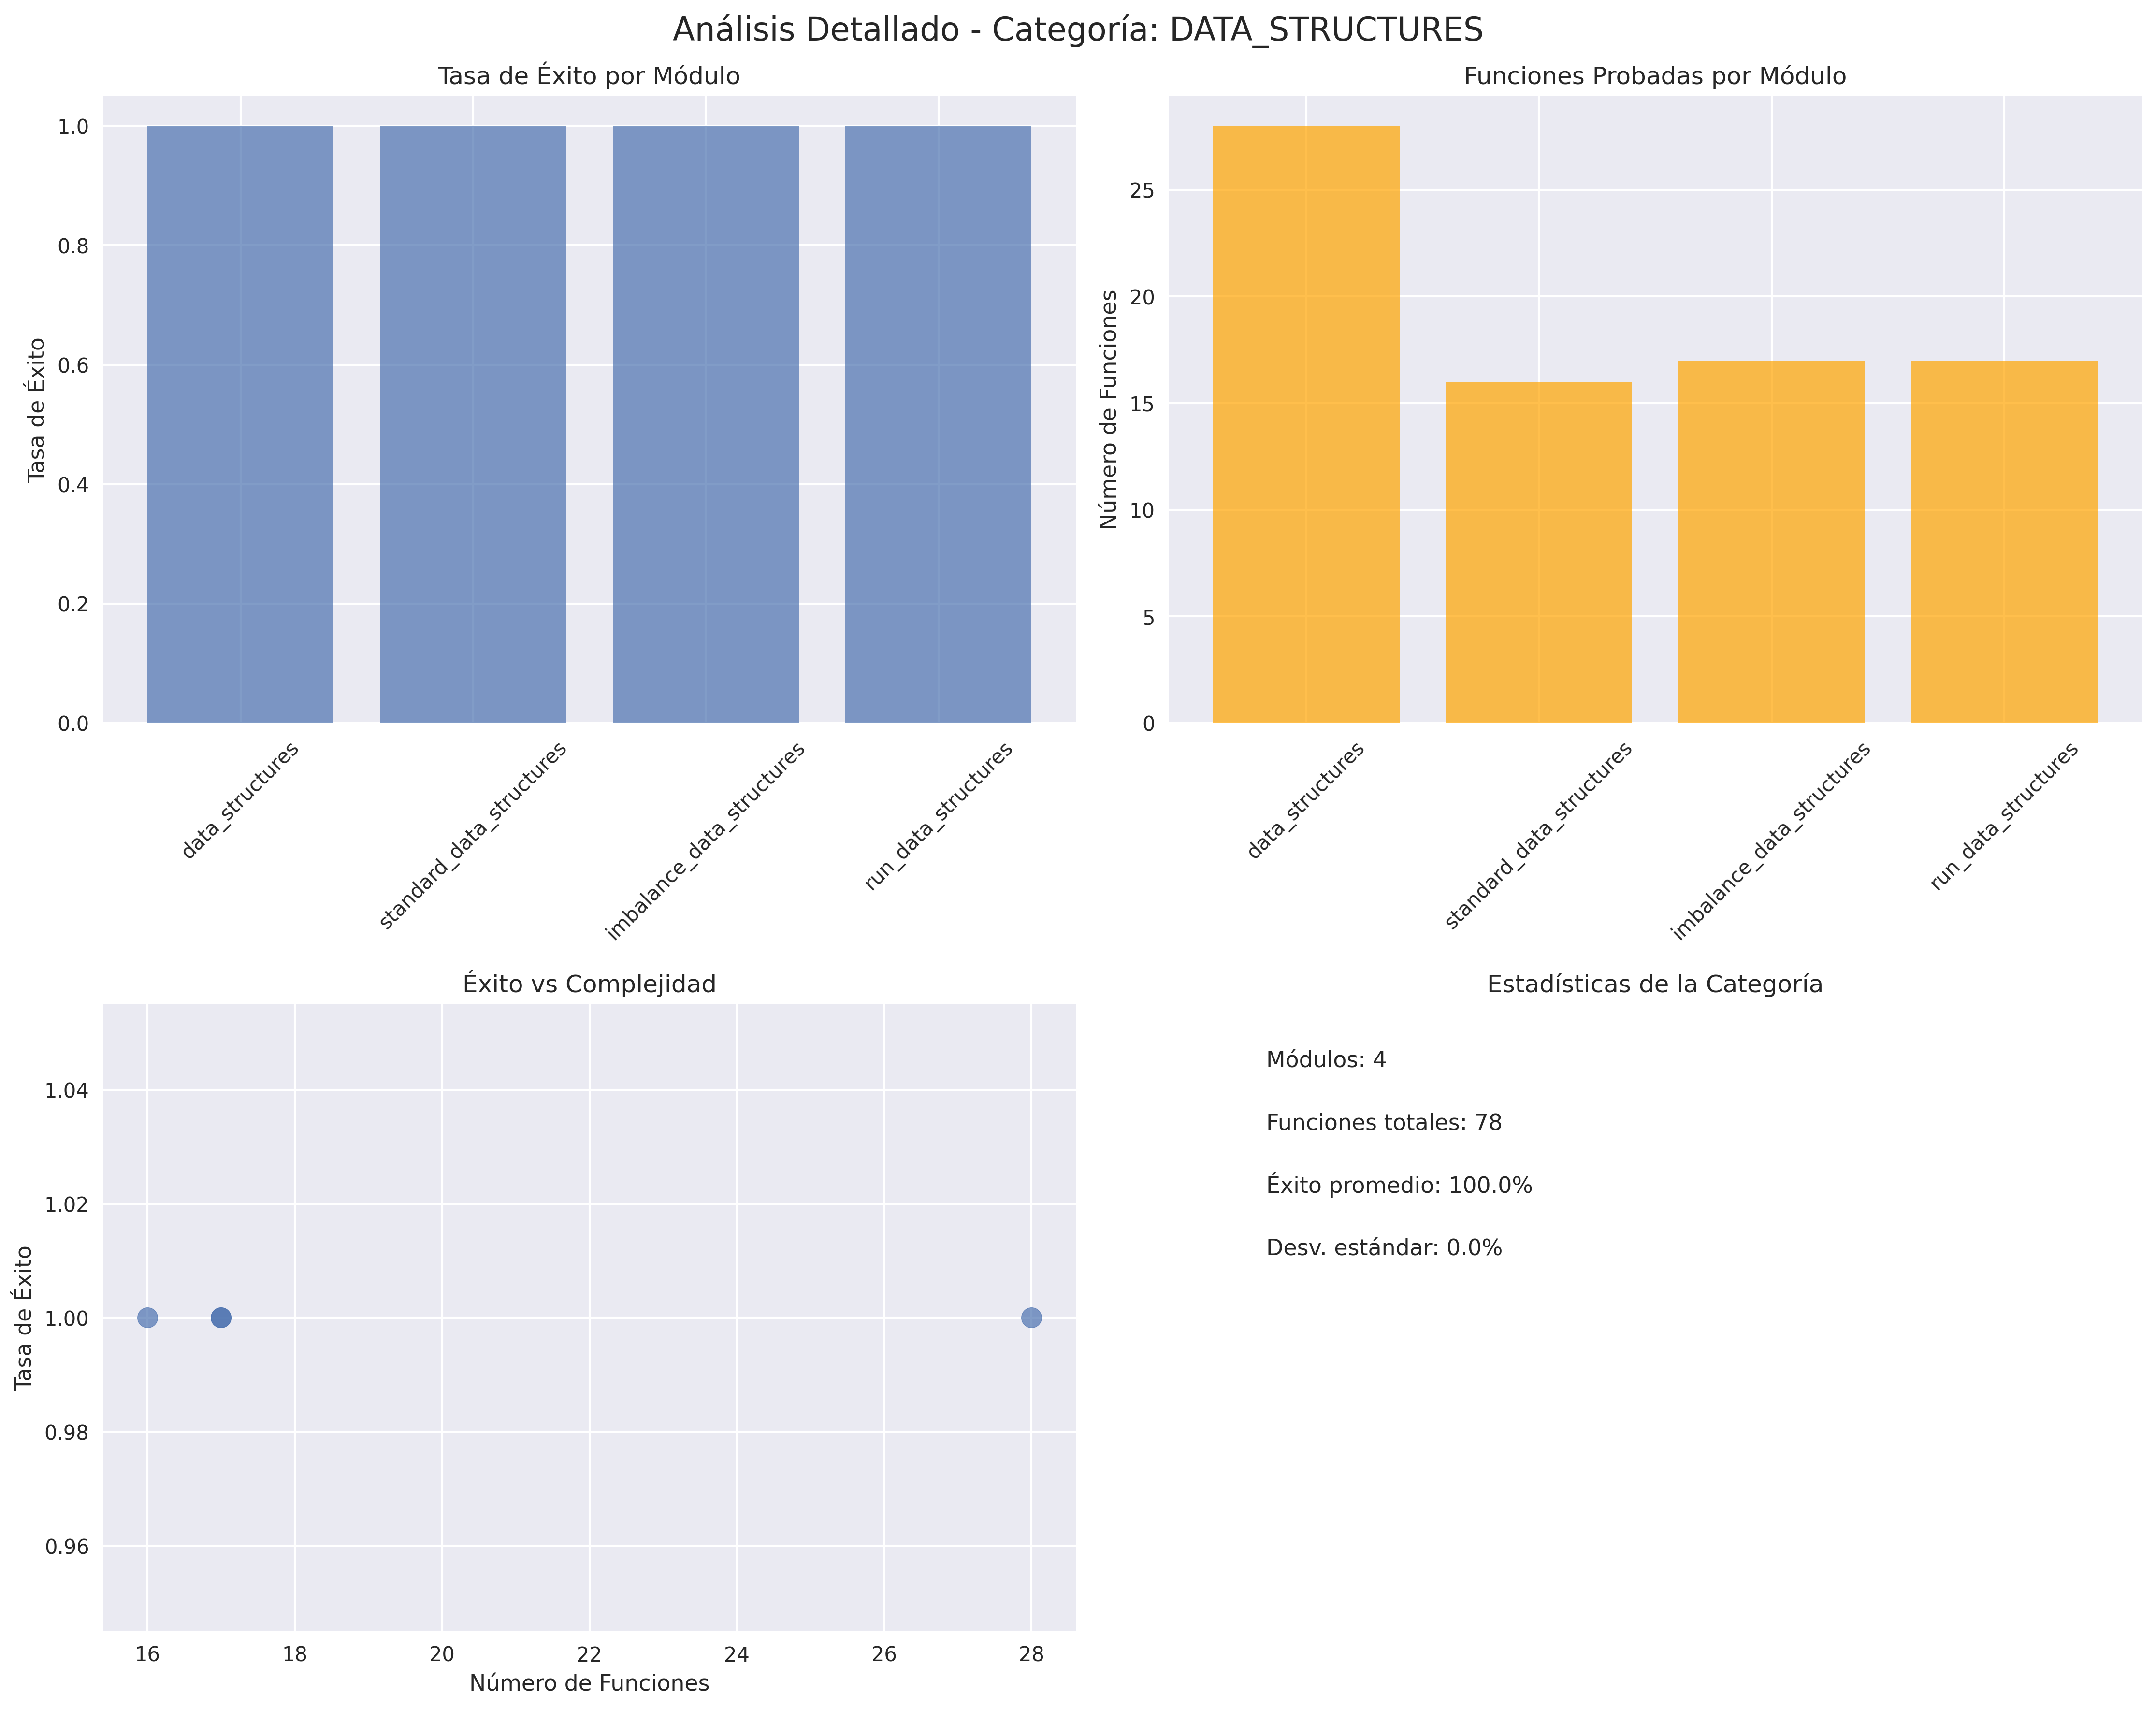 Análisis Detallado - Categoría: DATA_STRUCTURES
Tasa de Éxito por Módulo
Tasa de Éxito
1.0
0.8
0.6
0.4
0.2
0.0
data_structures
standard_data_structures
imbalance_data_structures
run_data_structures
Funciones Probadas por Módulo
Número de Funciones
25
20
15
10
5
0
data_structures
standard_data_structures
imbalance_data_structures
run_data_structures
Éxito vs Complejidad
Tasa de Éxito
1.04
1.02
1.00
0.98
0.96
16
18
20
22
24
26
28
Número de Funciones
Estadísticas de la Categoría
Módulos: 4
Funciones totales: 78
Éxito promedio: 100.0%
Desv. estándar: 0.0%